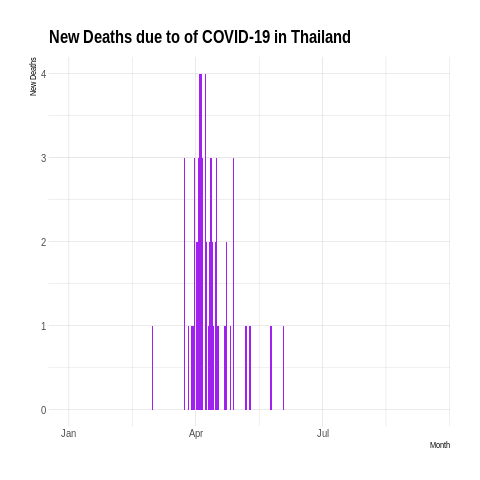 New Deaths due to of COVID-19 in Thailand
New Deaths
4
3
2
1
0
Jan Apr Jul
Month